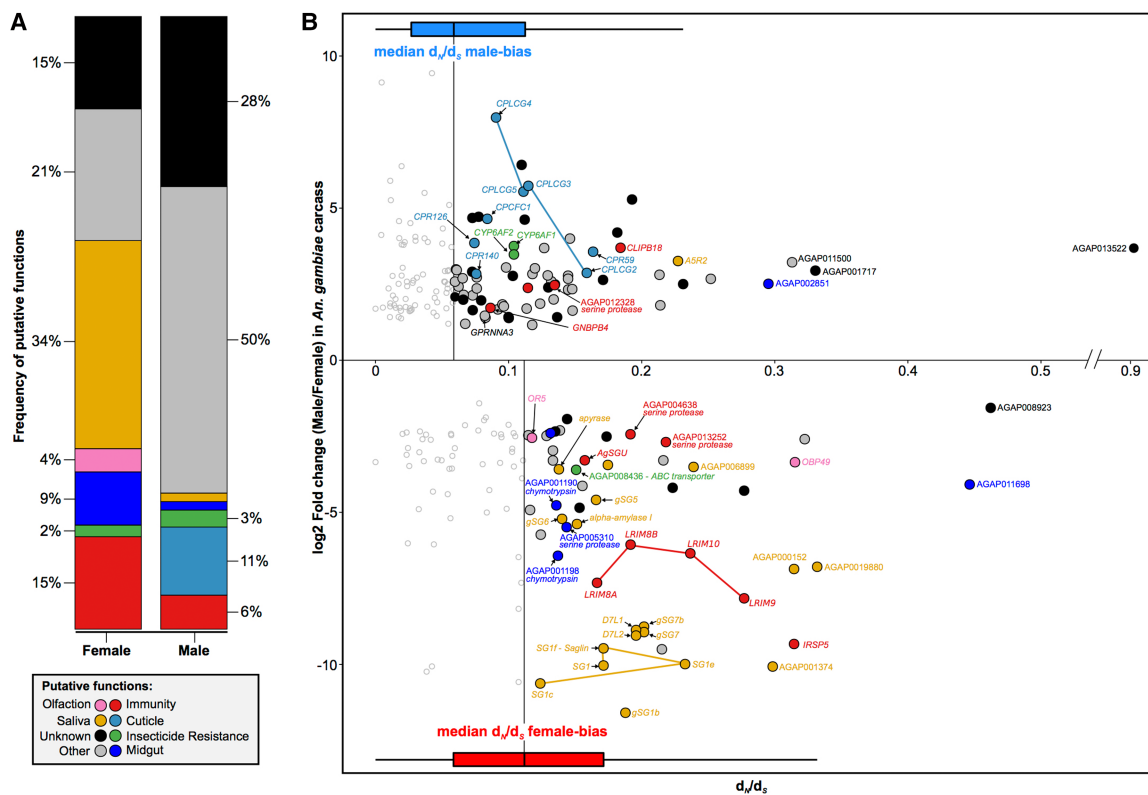 A
Frequency of putative functions
15%
21%
34%
4%
9%
2%
15%
28%
50%
3%
11%
6%
Female
Male
Putative functions:
Olfaction
Immunity
Saliva
Cuticle
Unknown
Insecticide Resistance
Other
Midgut
B
log2 Fold change (Male/Female) in An. gambiae carcass
median dN/dS male-bias
10
5
0
-5
-10
CPLCG4
CPLCG5
CPLCG3
CPCFC1
CPR126
CYP6AF2
CYP6AF1
CPR140
CLIPB18
CPR59
CPLCG2
A5R2
AGAP012328
serine protease
GNBPB4
GPRNNA3
AGAP011500
AGAP001717
AGAP002851
AGAP013522
0
0.1
0.2
0.3
0.4
0.5
0.9
OR5
apyrase
AGAP004638
serine protease
AGAP013252
serine protease
AgSGU
AGAP008436 - ABC transporter
AGAP006899
OBP49
AGAP008923
AGAP011698
AGAP001190
chymotrypsin
gSG5
gSG6
alpha-amylase I
AGAP005310
serine protease
AGAP001198
chymotrypsin
LRIM8B
LRIM10
LRIM8A
LRIM9
AGAP000152
AGAP0019880
D7L1
gSG7b
D7L2
gSG7
SG1f - Saglin
SG1
SG1e
SG1c
gSG1b
IRSP5
AGAP001374
median dN/dS female-bias
dN/dS